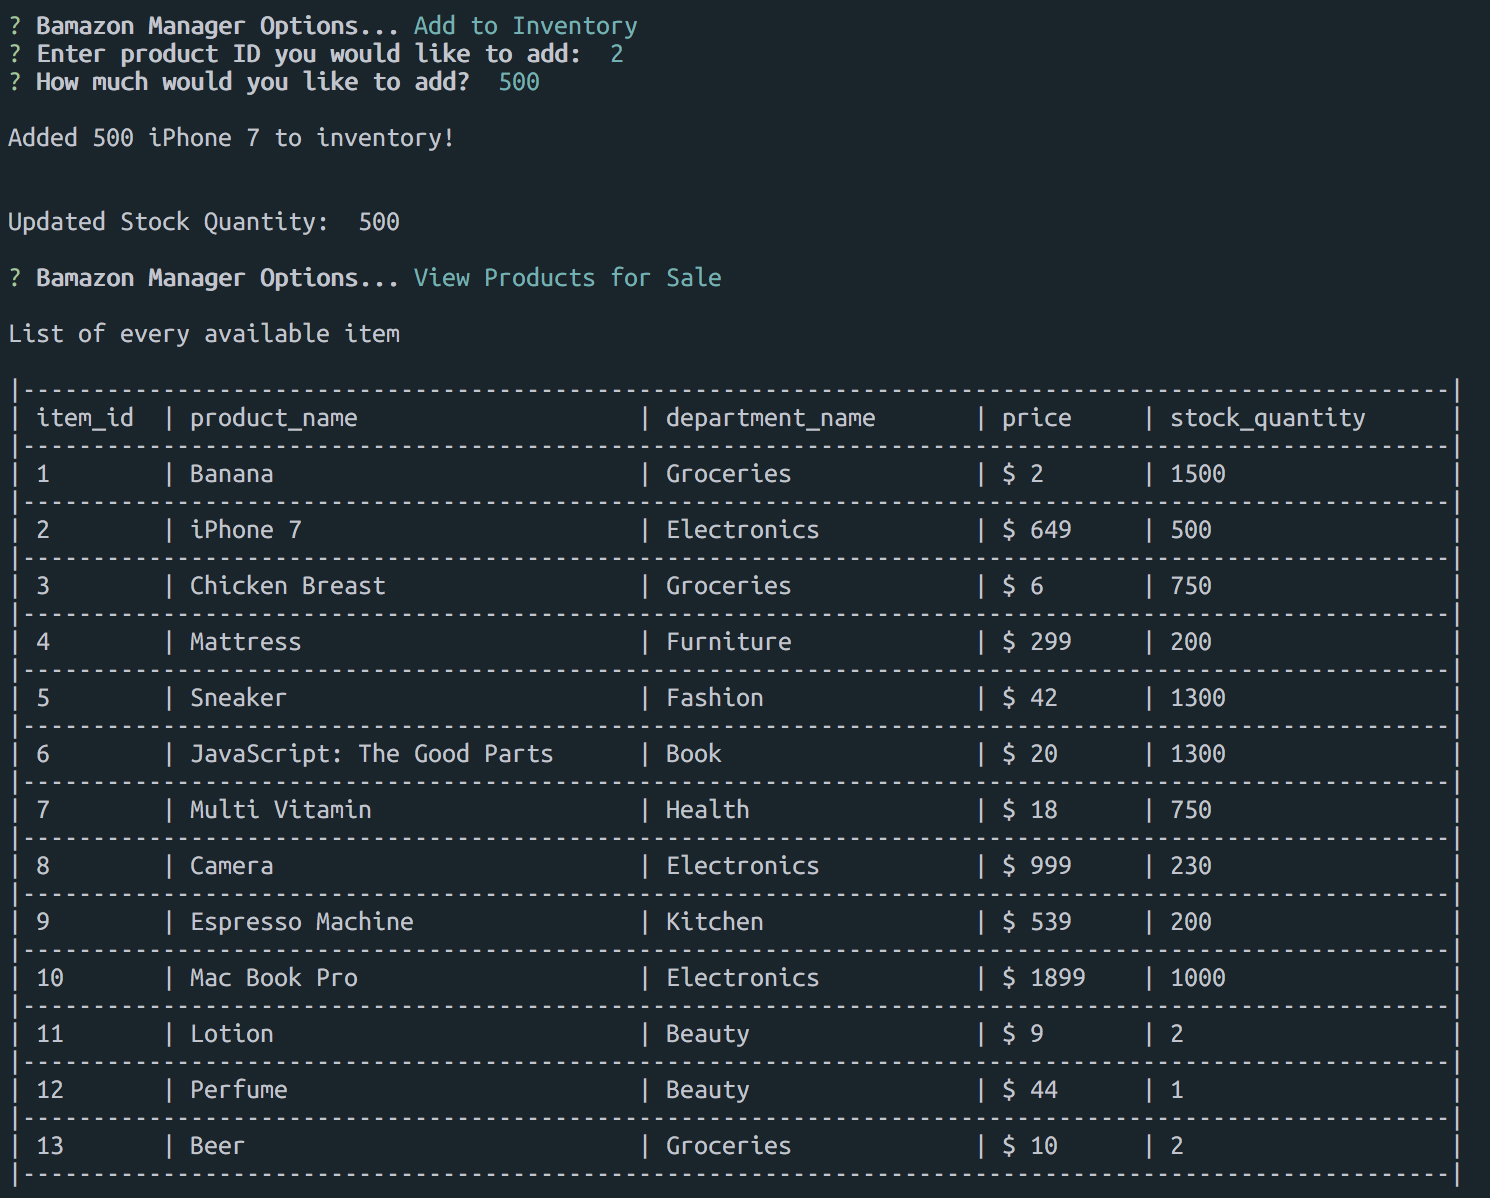 ? Bamazon Manager Options... Add to Inventory
? Enter product ID you would like to add:  2
? How much would you like to add?  500
Added 500 iPhone 7 to inventory!
Updated Stock Quantity:  500
? Bamazon Manager Options... View Products for Sale
List of every available item
|------------------------------------------------------------------------------------------------------|
| item_id  | product_name                    | department_name       | price     | stock_quantity      |
|------------------------------------------------------------------------------------------------------|
| 1        | Banana                          | Groceries             | $ 2       | 1500                |
|------------------------------------------------------------------------------------------------------|
| 2        | iPhone 7                        | Electronics           | $ 649     | 500                 |
|------------------------------------------------------------------------------------------------------|
| 3        | Chicken Breast                  | Groceries             | $ 6       | 750                 |
|------------------------------------------------------------------------------------------------------|
| 4        | Mattress                        | Furniture             | $ 299     | 200                 |
|------------------------------------------------------------------------------------------------------|
| 5        | Sneaker                         | Fashion               | $ 42      | 1300                |
|------------------------------------------------------------------------------------------------------|
| 6        | JavaScript: The Good Parts      | Book                  | $ 20      | 1300                |
|------------------------------------------------------------------------------------------------------|
| 7        | Multi Vitamin                   | Health                | $ 18      | 750                 |
|------------------------------------------------------------------------------------------------------|
| 8        | Camera                          | Electronics           | $ 999     | 230                 |
|------------------------------------------------------------------------------------------------------|
| 9        | Espresso Machine                | Kitchen               | $ 539     | 200                 |
|------------------------------------------------------------------------------------------------------|
| 10       | Mac Book Pro                    | Electronics           | $ 1899    | 1000                |
|------------------------------------------------------------------------------------------------------|
| 11       | Lotion                          | Beauty                | $ 9       | 2                   |
|------------------------------------------------------------------------------------------------------|
| 12       | Perfume                         | Beauty                | $ 44      | 1                   |
|------------------------------------------------------------------------------------------------------|
| 13       | Beer                            | Groceries             | $ 10      | 2                   |
|------------------------------------------------------------------------------------------------------|